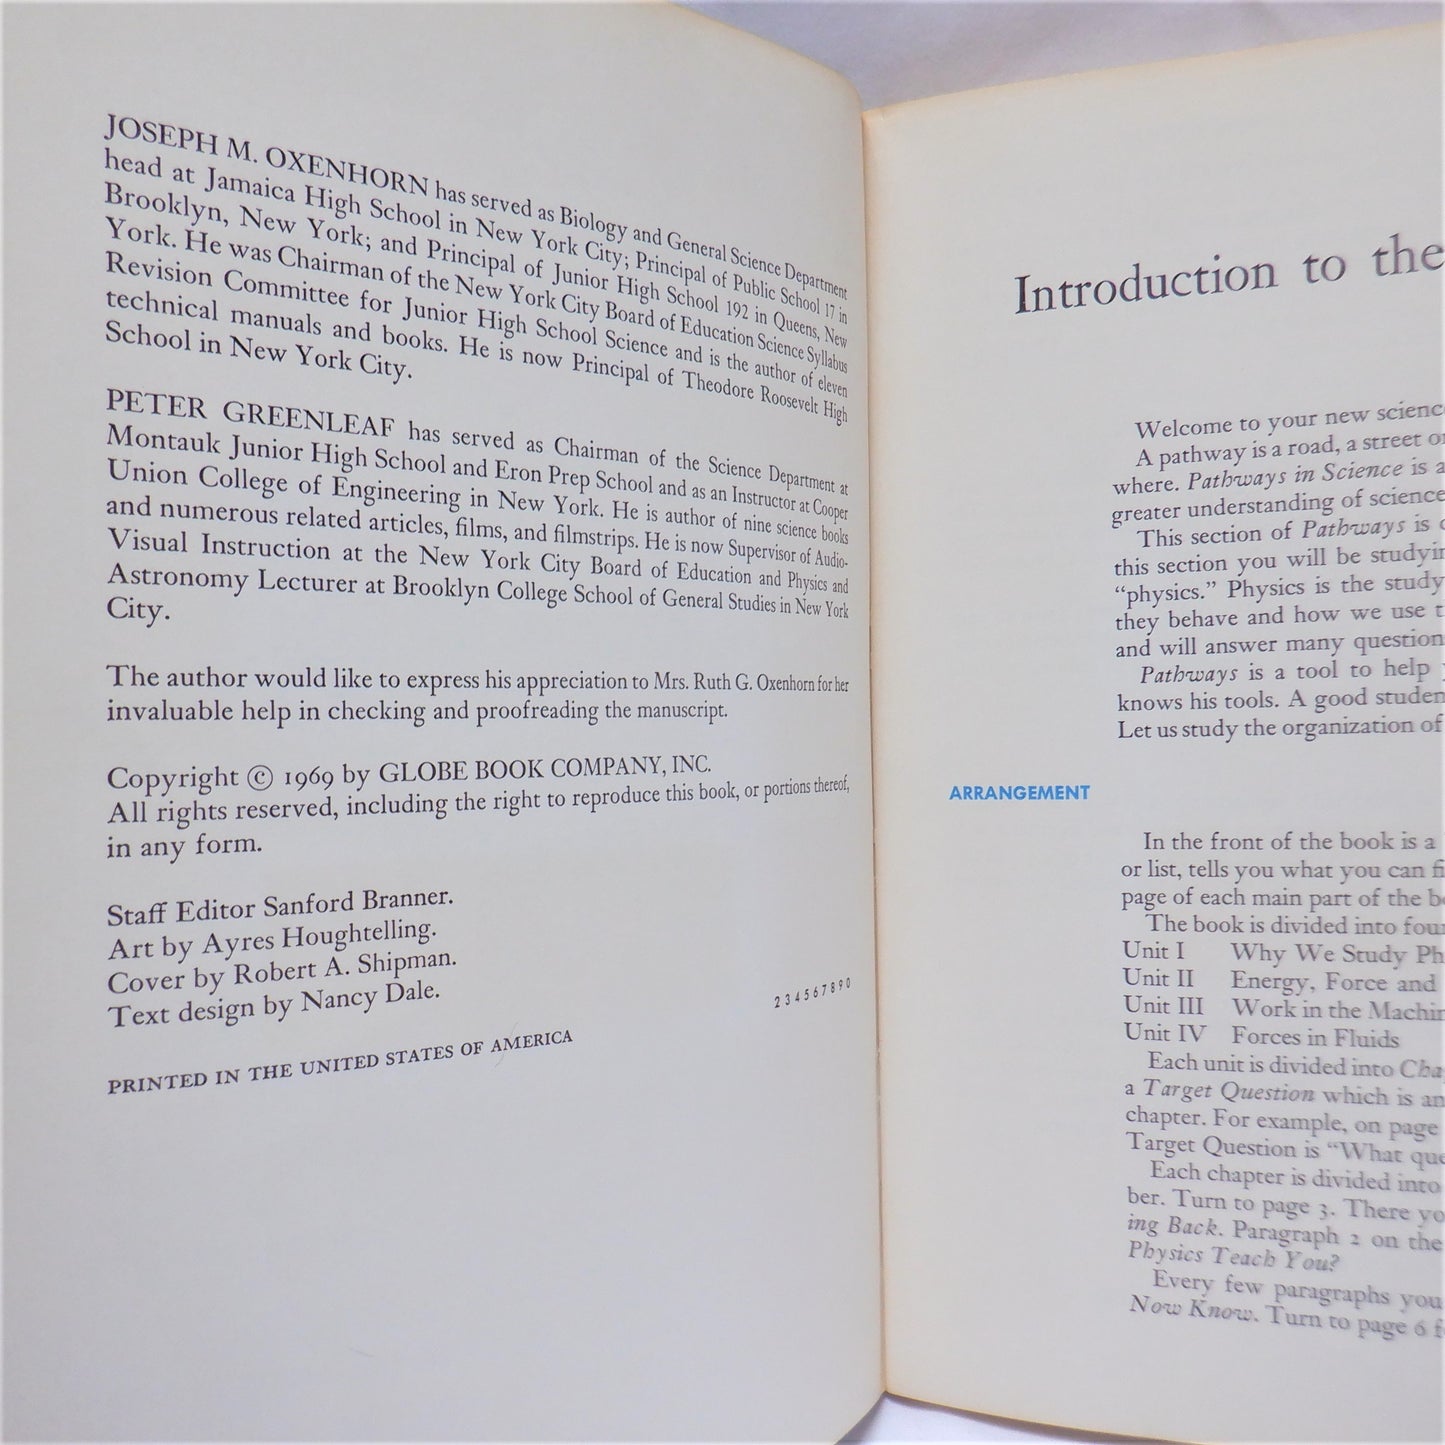 JOSEPH M. OXENHORN has served as Biology and General Science Department
head at Jamaica High School in New York City; Principal of Public School 17 in
Brooklyn, New York; and Principal of Junior High School 192 in Queens, New
York. He was Chairman of the New York City Board of Education Science Syllabus
Revision Committee for Junior High School Science and is the author of eleven
technical manuals and books. He is now Principal of Theodore Roosevelt High
School in New York City.
PETER GREENLEAF has served as Chairman of the Science Department at
Montauk Junior High School and Eron Prep School and as an Instructor at Cooper
Union College of Engineering in New York. He is author of nine science books
and numerous related articles, films, and filmstrips. He is now Supervisor of Audio-
Visual Instruction at the New York City Board of Education and Physics and
Astronomy Lecturer at Brooklyn College School of General Studies in New York
City.
The author would like to express his appreciation to Mrs. Ruth G. Oxenhorn for her
invaluable help in checking and proofreading the manuscript.
Copyright © 1969 by GLOBE BOOK COMPANY, INC.
All rights reserved, including the right to reproduce this book, or portions thereof,
in any form.
Staff Editor Sanford Branner.
Art by Ayres Houghtelling.
Cover by Robert A. Shipman.
Text design by Nancy Dale.
2 3 4 5 6 7 8 9 0
PRINTED IN THE UNITED STATES OF AMERICA
Introduction to the
Welcome to your new science
A pathway is a road, a street or
where. Pathways in Science is a
greater understanding of science
This section of Pathways is
this section you will be studyin
"physics." Physics is the study
they behave and how we use t
and will answer many question
Pathways is a tool to help
knows his tools. A good studen
Let us study the organization of
ARRANGEMENT
In the front of the book is a
or list, tells you what you can fi
page of each main part of the b
The book is divided into four
Unit I Why We Study Ph
Unit II Energy, Force and
Unit III Work in the Machin
Unit IV Forces in Fluids
Each unit is divided into Cha
a Target Question which is an
chapter. For example, on page
Target Question is "What que
Each chapter is divided into
ber. Turn to page 3. There yo
ing Back. Paragraph 2 on the
Physics Teach You?
Every few paragraphs you
Now Know. Turn to page 6 f